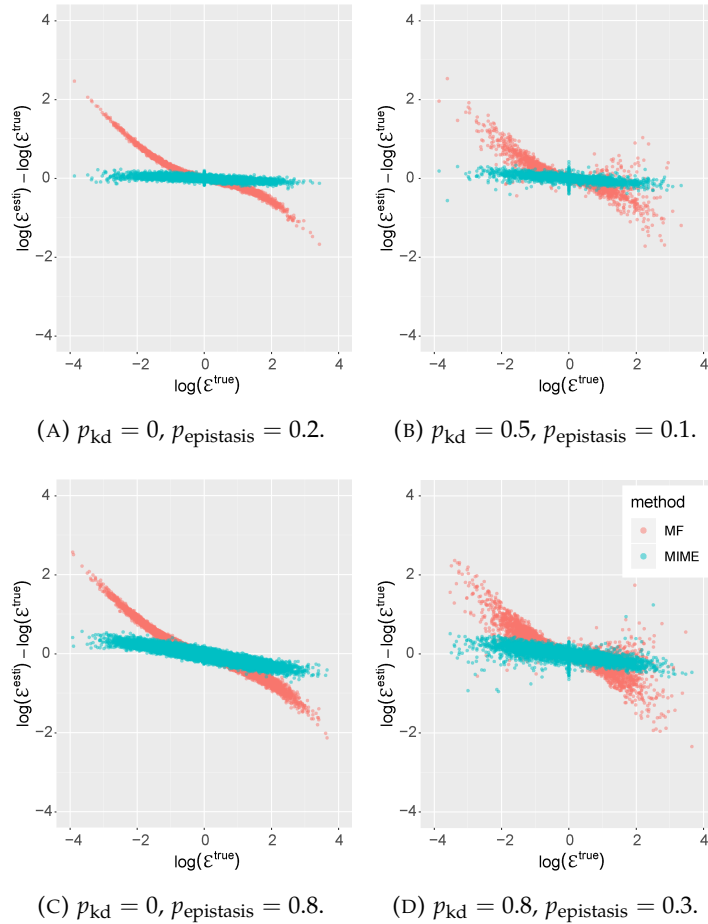 4
2
0
−2
−4
log(ℰ^esti) − log(ℰ^true)
−4 −2 0 2 4
log(ℰ^true)
4
2
0
−2
−4
log(ℰ^esti) − log(ℰ^true)
−4 −2 0 2 4
log(ℰ^true)
(A) p_kd = 0, p_epistasis = 0.2.
(B) p_kd = 0.5, p_epistasis = 0.1.
4
2
0
−2
−4
log(ℰ^esti) − log(ℰ^true)
−4 −2 0 2 4
log(ℰ^true)
4
2
0
−2
−4
log(ℰ^esti) − log(ℰ^true)
method
MF
MIME
−4 −2 0 2 4
log(ℰ^true)
(C) p_kd = 0, p_epistasis = 0.8.
(D) p_kd = 0.8, p_epistasis = 0.3.